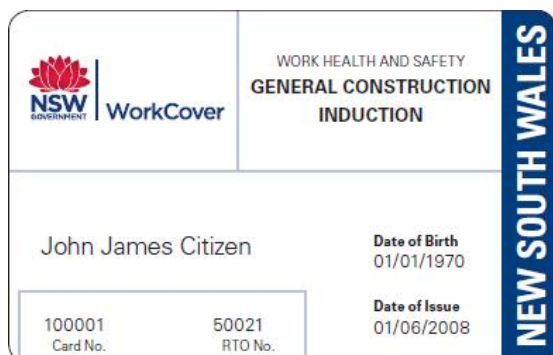 NSW
GOVERNMENT
WorkCover
WORK HEALTH AND SAFETY
GENERAL CONSTRUCTION
INDUCTION
NEW SOUTH WALES
John James Citizen
Date of Birth
01/01/1970
Date of Issue
01/06/2008
100001 50021
Card No. RTO No.